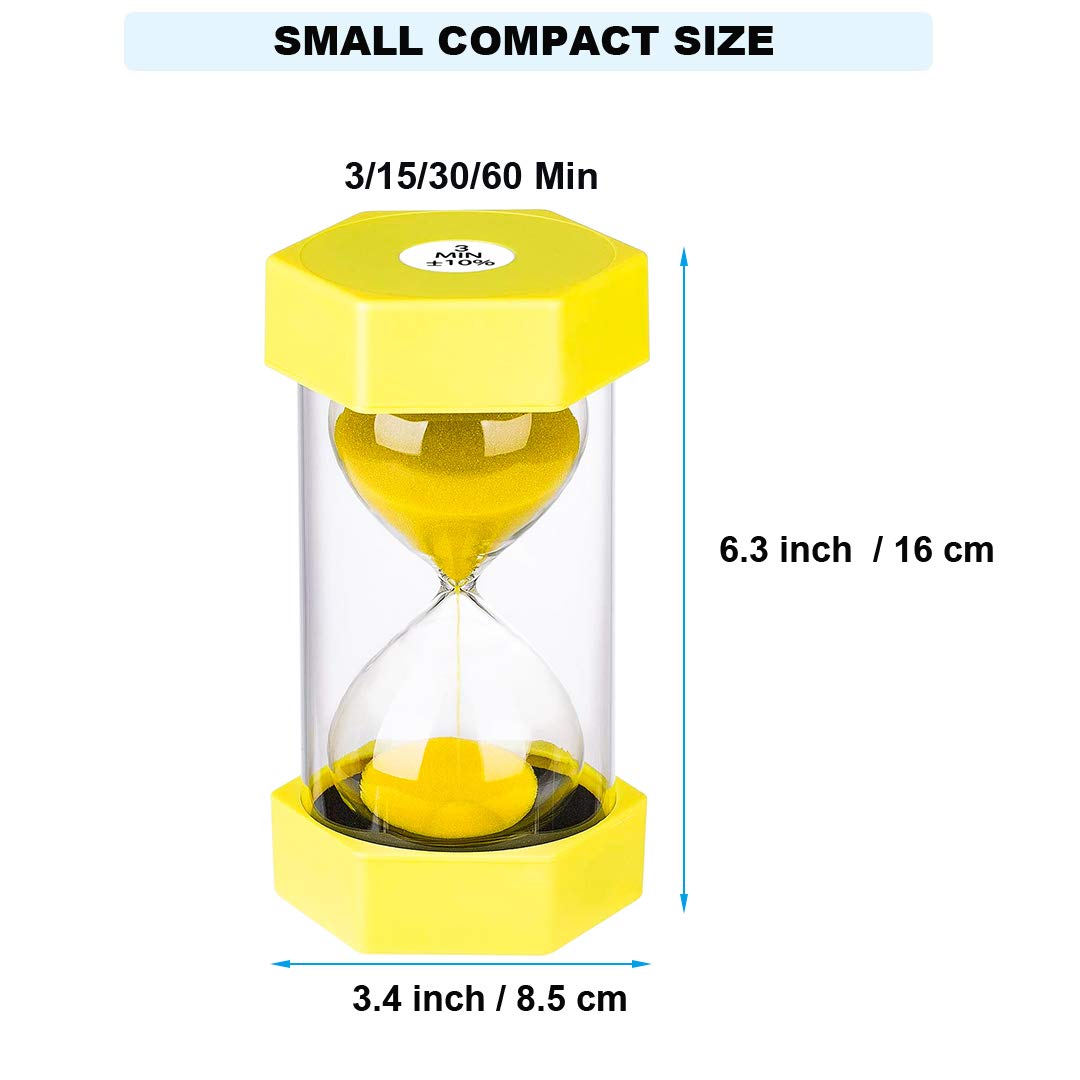 SMALL COMPACT SIZE
3/15/30/60 Min
3
MIN
±10%
6.3 inch / 16 cm
3.4 inch / 8.5 cm